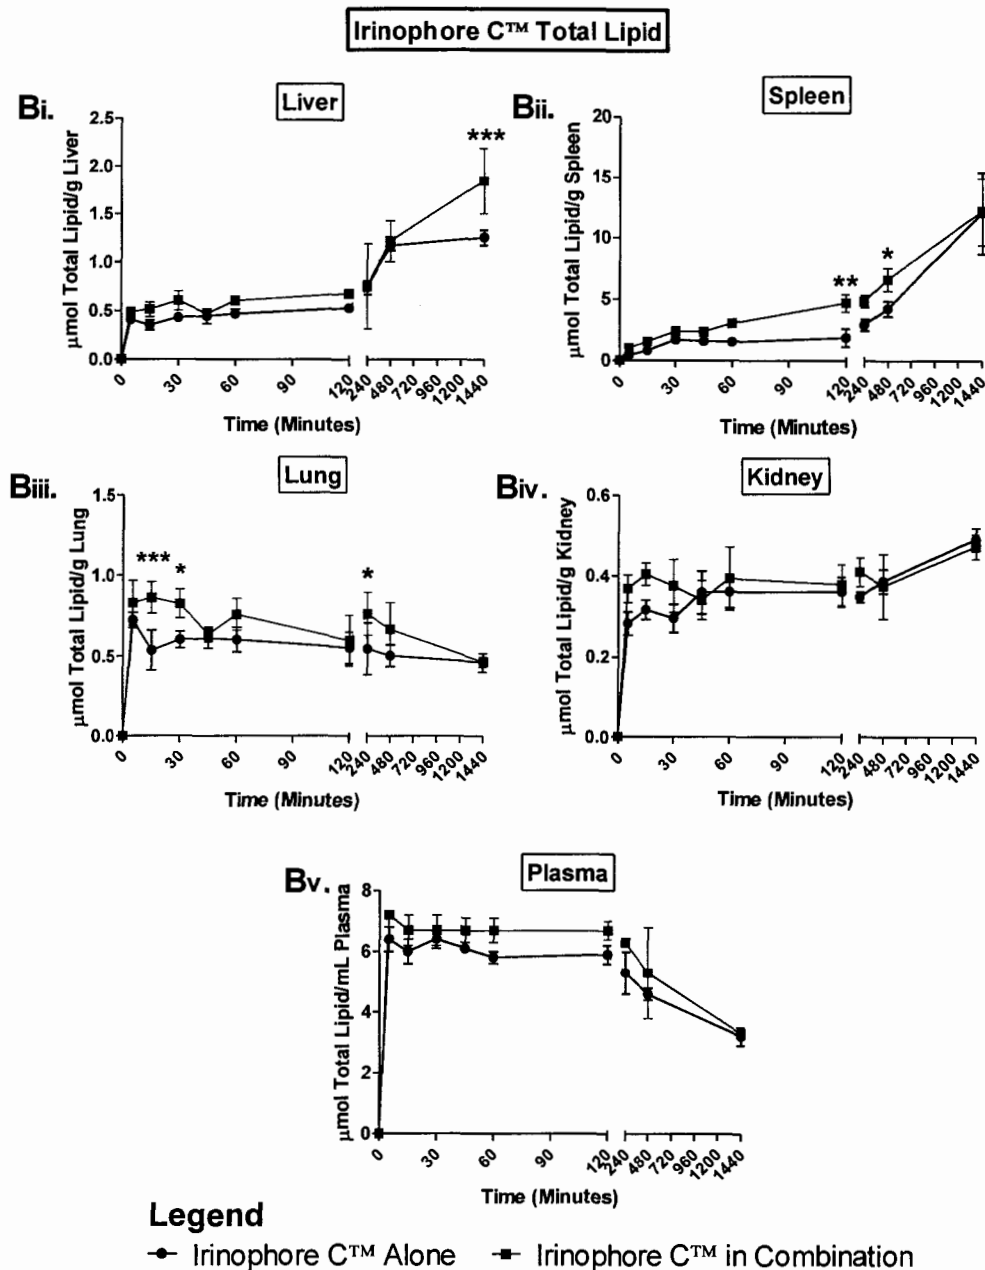 Irinophore C™ Total Lipid
Bi.
Liver
μmol Total Lipid/g Liver
2.5
2.0
1.5
1.0
0.5
0.0
***
0 30 60 90 120 240 480 720 960 1200 1440
Time (Minutes)
Bii.
Spleen
μmol Total Lipid/g Spleen
20
15
10
5
0
**
*
0 30 60 90 120 240 480 720 960 1200 1440
Time (Minutes)
Biii.
Lung
μmol Total Lipid/g Lung
1.5
1.0
0.5
0.0
***
*
*
0 30 60 90 120 240 480 720 960 1200 1440
Time (Minutes)
Biv.
Kidney
μmol Total Lipid/g Kidney
0.6
0.4
0.2
0.0
0 30 60 90 120 240 480 720 960 1200 1440
Time (Minutes)
Bv.
Plasma
μmol Total Lipid/mL Plasma
8
6
4
2
0
0 30 60 90 120 240 480 720 960 1200 1440
Time (Minutes)
Legend
Irinophore C™ Alone
Irinophore C™ in Combination